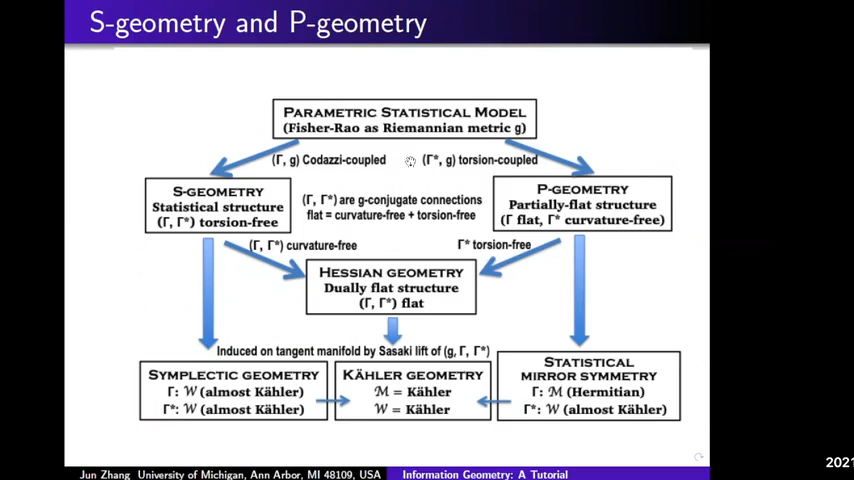 S-geometry and P-geometry
PARAMETRIC STATISTICAL MODEL
(Fisher-Rao as Riemannian metric g)
(Γ, g) Codazzi-coupled
(Γ*, g) torsion-coupled
S-GEOMETRY
Statistical structure
(Γ, Γ*) torsion-free
(Γ, Γ*) are g-conjugate connections
flat = curvature-free + torsion-free
P-GEOMETRY
Partially-flat structure
(Γ flat, Γ* curvature-free)
(Γ, Γ*) curvature-free
Γ* torsion-free
HESSIAN GEOMETRY
Dually flat structure
(Γ, Γ*) flat
Induced on tangent manifold by Sasaki lift of (g, Γ, Γ*)
SYMPLECTIC GEOMETRY
Γ: W (almost Kähler)
Γ*: W (almost Kähler)
KÄHLER GEOMETRY
M = Kähler
W = Kähler
STATISTICAL
MIRROR SYMMETRY
Γ: M (Hermitian)
Γ*: W (almost Kähler)
Jun Zhang University of Michigan, Ann Arbor, MI 48109, USA
Information Geometry: A Tutorial
2021